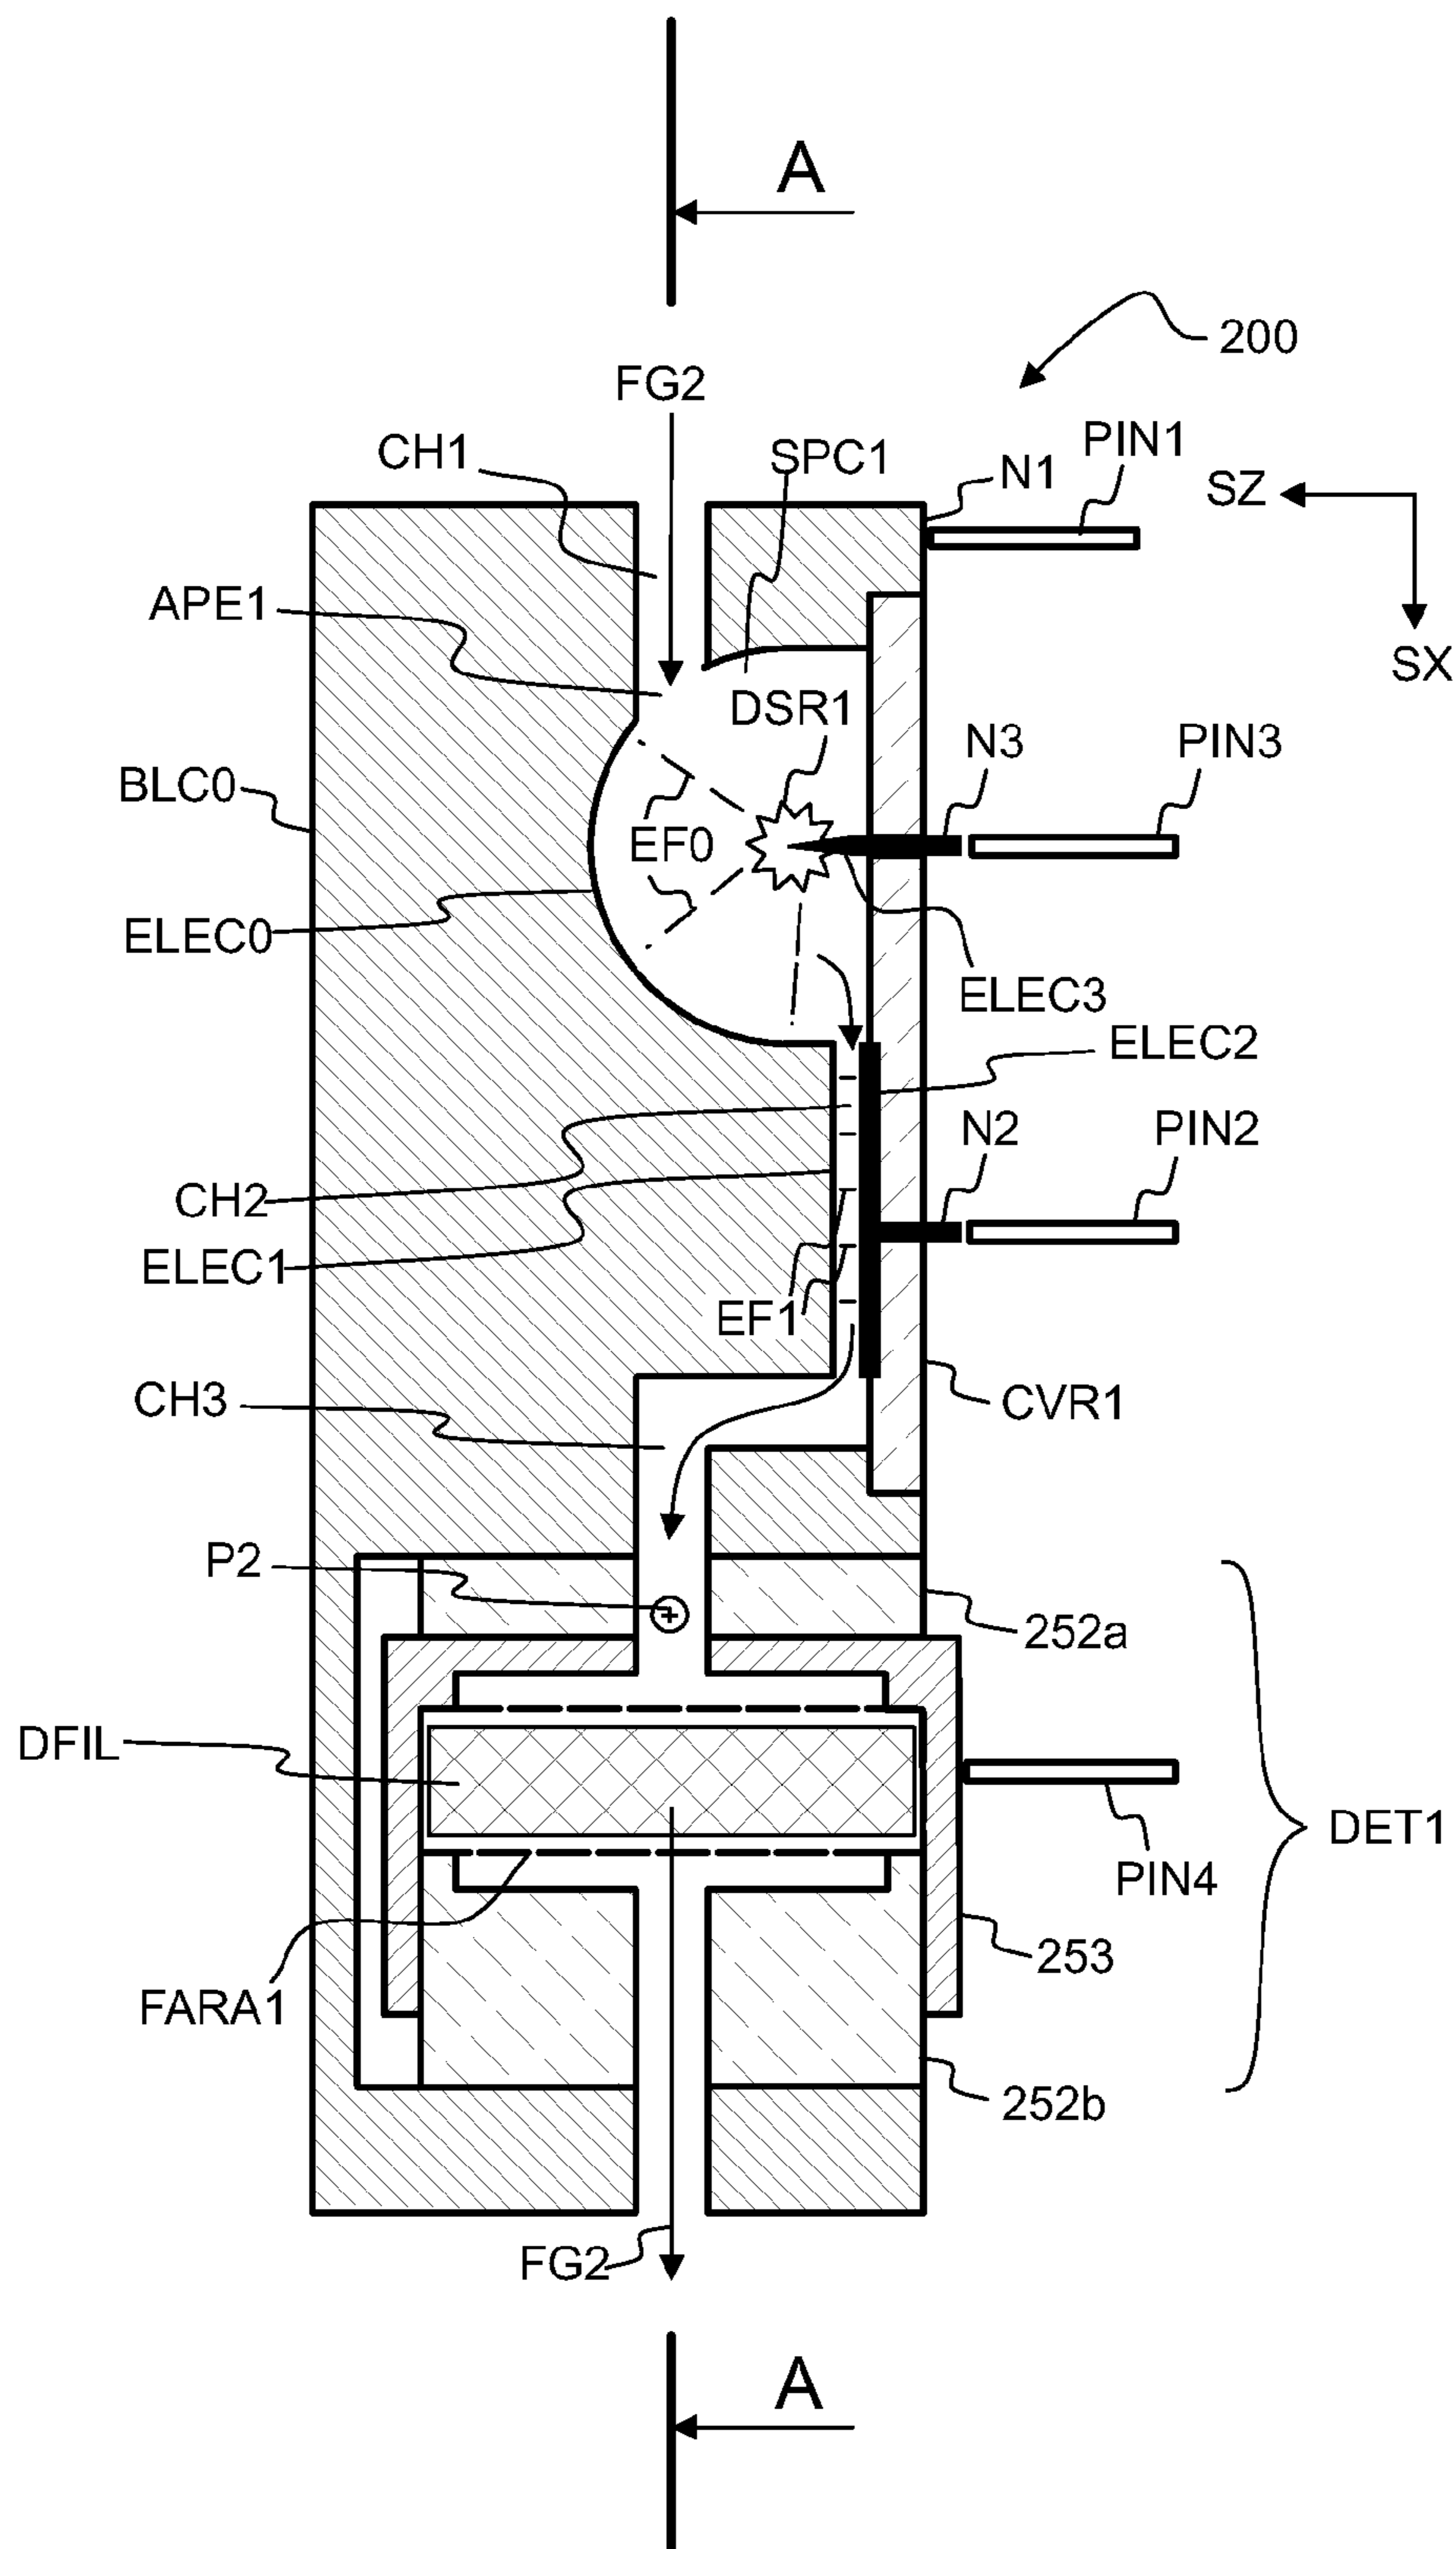 A
200
FG2
PIN1
CH1
SPC1
N1
SZ
APE1
SX
DSR1
N3
PIN3
BLC0
EF0
ELEC0
ELEC3
ELEC2
N2
PIN2
CH2
ELEC1
EF1
CH3
CVR1
P2
252a
DFIL
DET1
PIN4
253
FARA1
252b
FG2
A